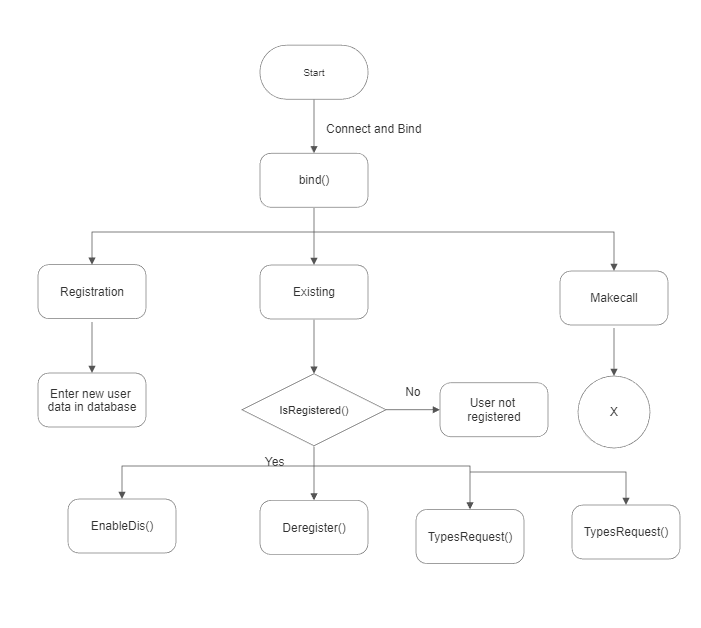 Start
Connect and Bind
bind()
Registration
Existing
Makecall
Enter new user
data in database
IsRegistered()
No
User not
registered
X
Yes
EnableDis()
Deregister()
TypesRequest()
TypesRequest()